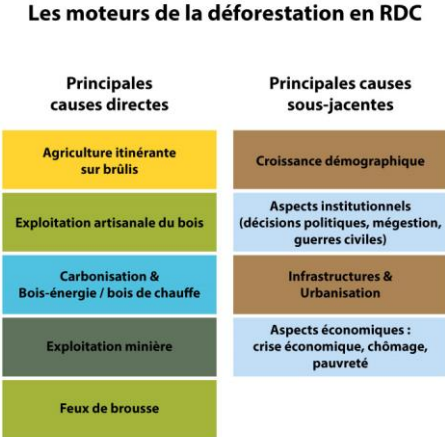 Les moteurs de la déforestation en RDC
Principales
causes directes
Agriculture itinérante
sur brûlis
Exploitation artisanale du bois
Carbonisation &
Bois-énergie / bois de chauffe
Exploitation minière
Feux de brousse
Principales causes
sous-jacentes
Croissance démographique
Aspects institutionnels
(décisions politiques, mégestion,
guerres civiles)
Infrastructures &
Urbanisation
Aspects économiques :
crise économique, chômage,
pauvreté